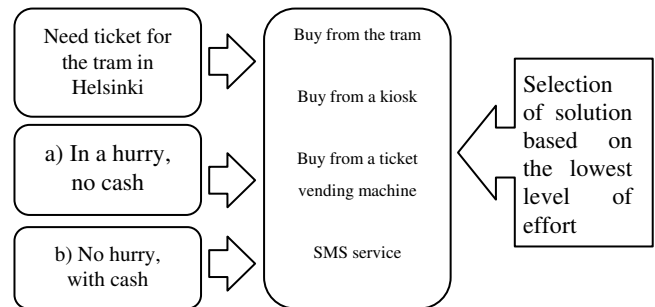 Need ticket for
the tram in
Helsinki
a) In a hurry,
no cash
b) No hurry,
with cash
Buy from the tram
Buy from a kiosk
Buy from a ticket
vending machine
SMS service
Selection
of solution
based on
the lowest
level of
effort